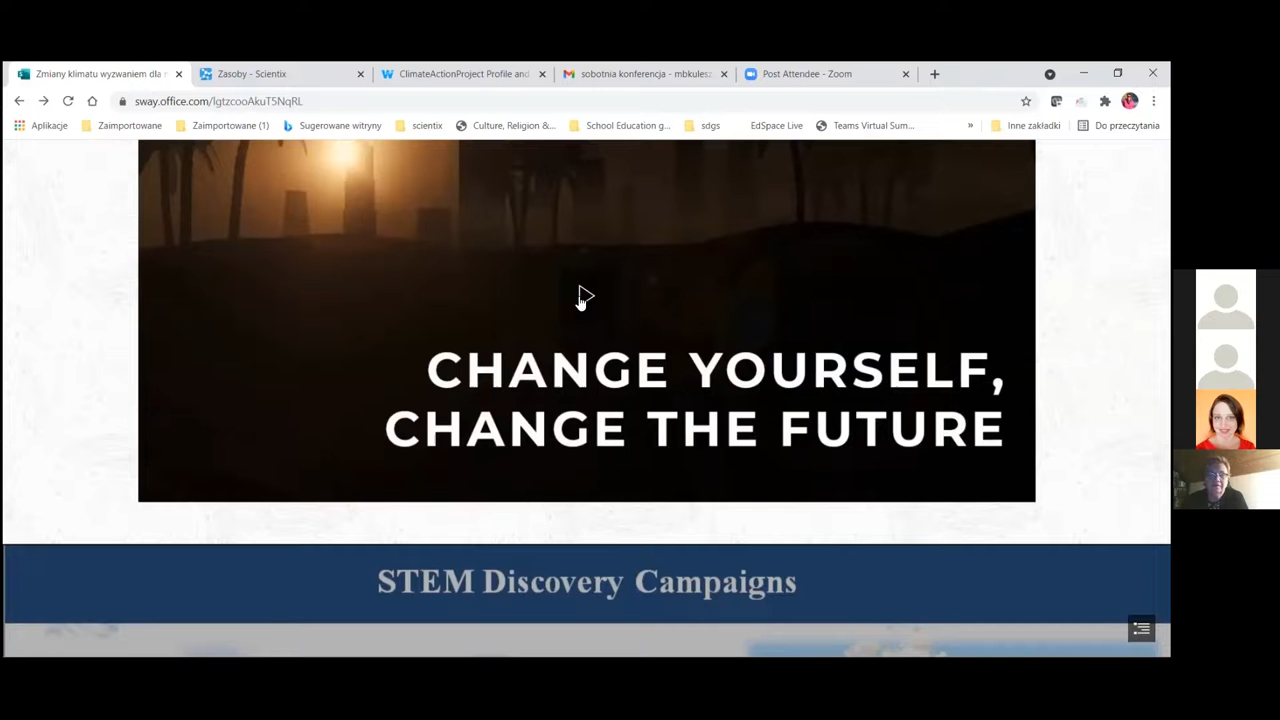 Zmiany klimatu wyzwaniem dla
Zasoby - Scientix
ClimateActionProject Profile and
sobotnia konferencja - mbkulesz
Post Attendee - Zoom
sway.office.com/lgtzcooAkuT5NqRL
Aplikacje
Zaimportowane
Zaimportowane (1)
Sugerowane witryny
scientix
Culture, Religion &...
School Education g...
sdgs
EdSpace Live
Teams Virtual Sum...
»
Inne zakładki
Do przeczytania
CHANGE YOURSELF,
CHANGE THE FUTURE
STEM Discovery Campaigns